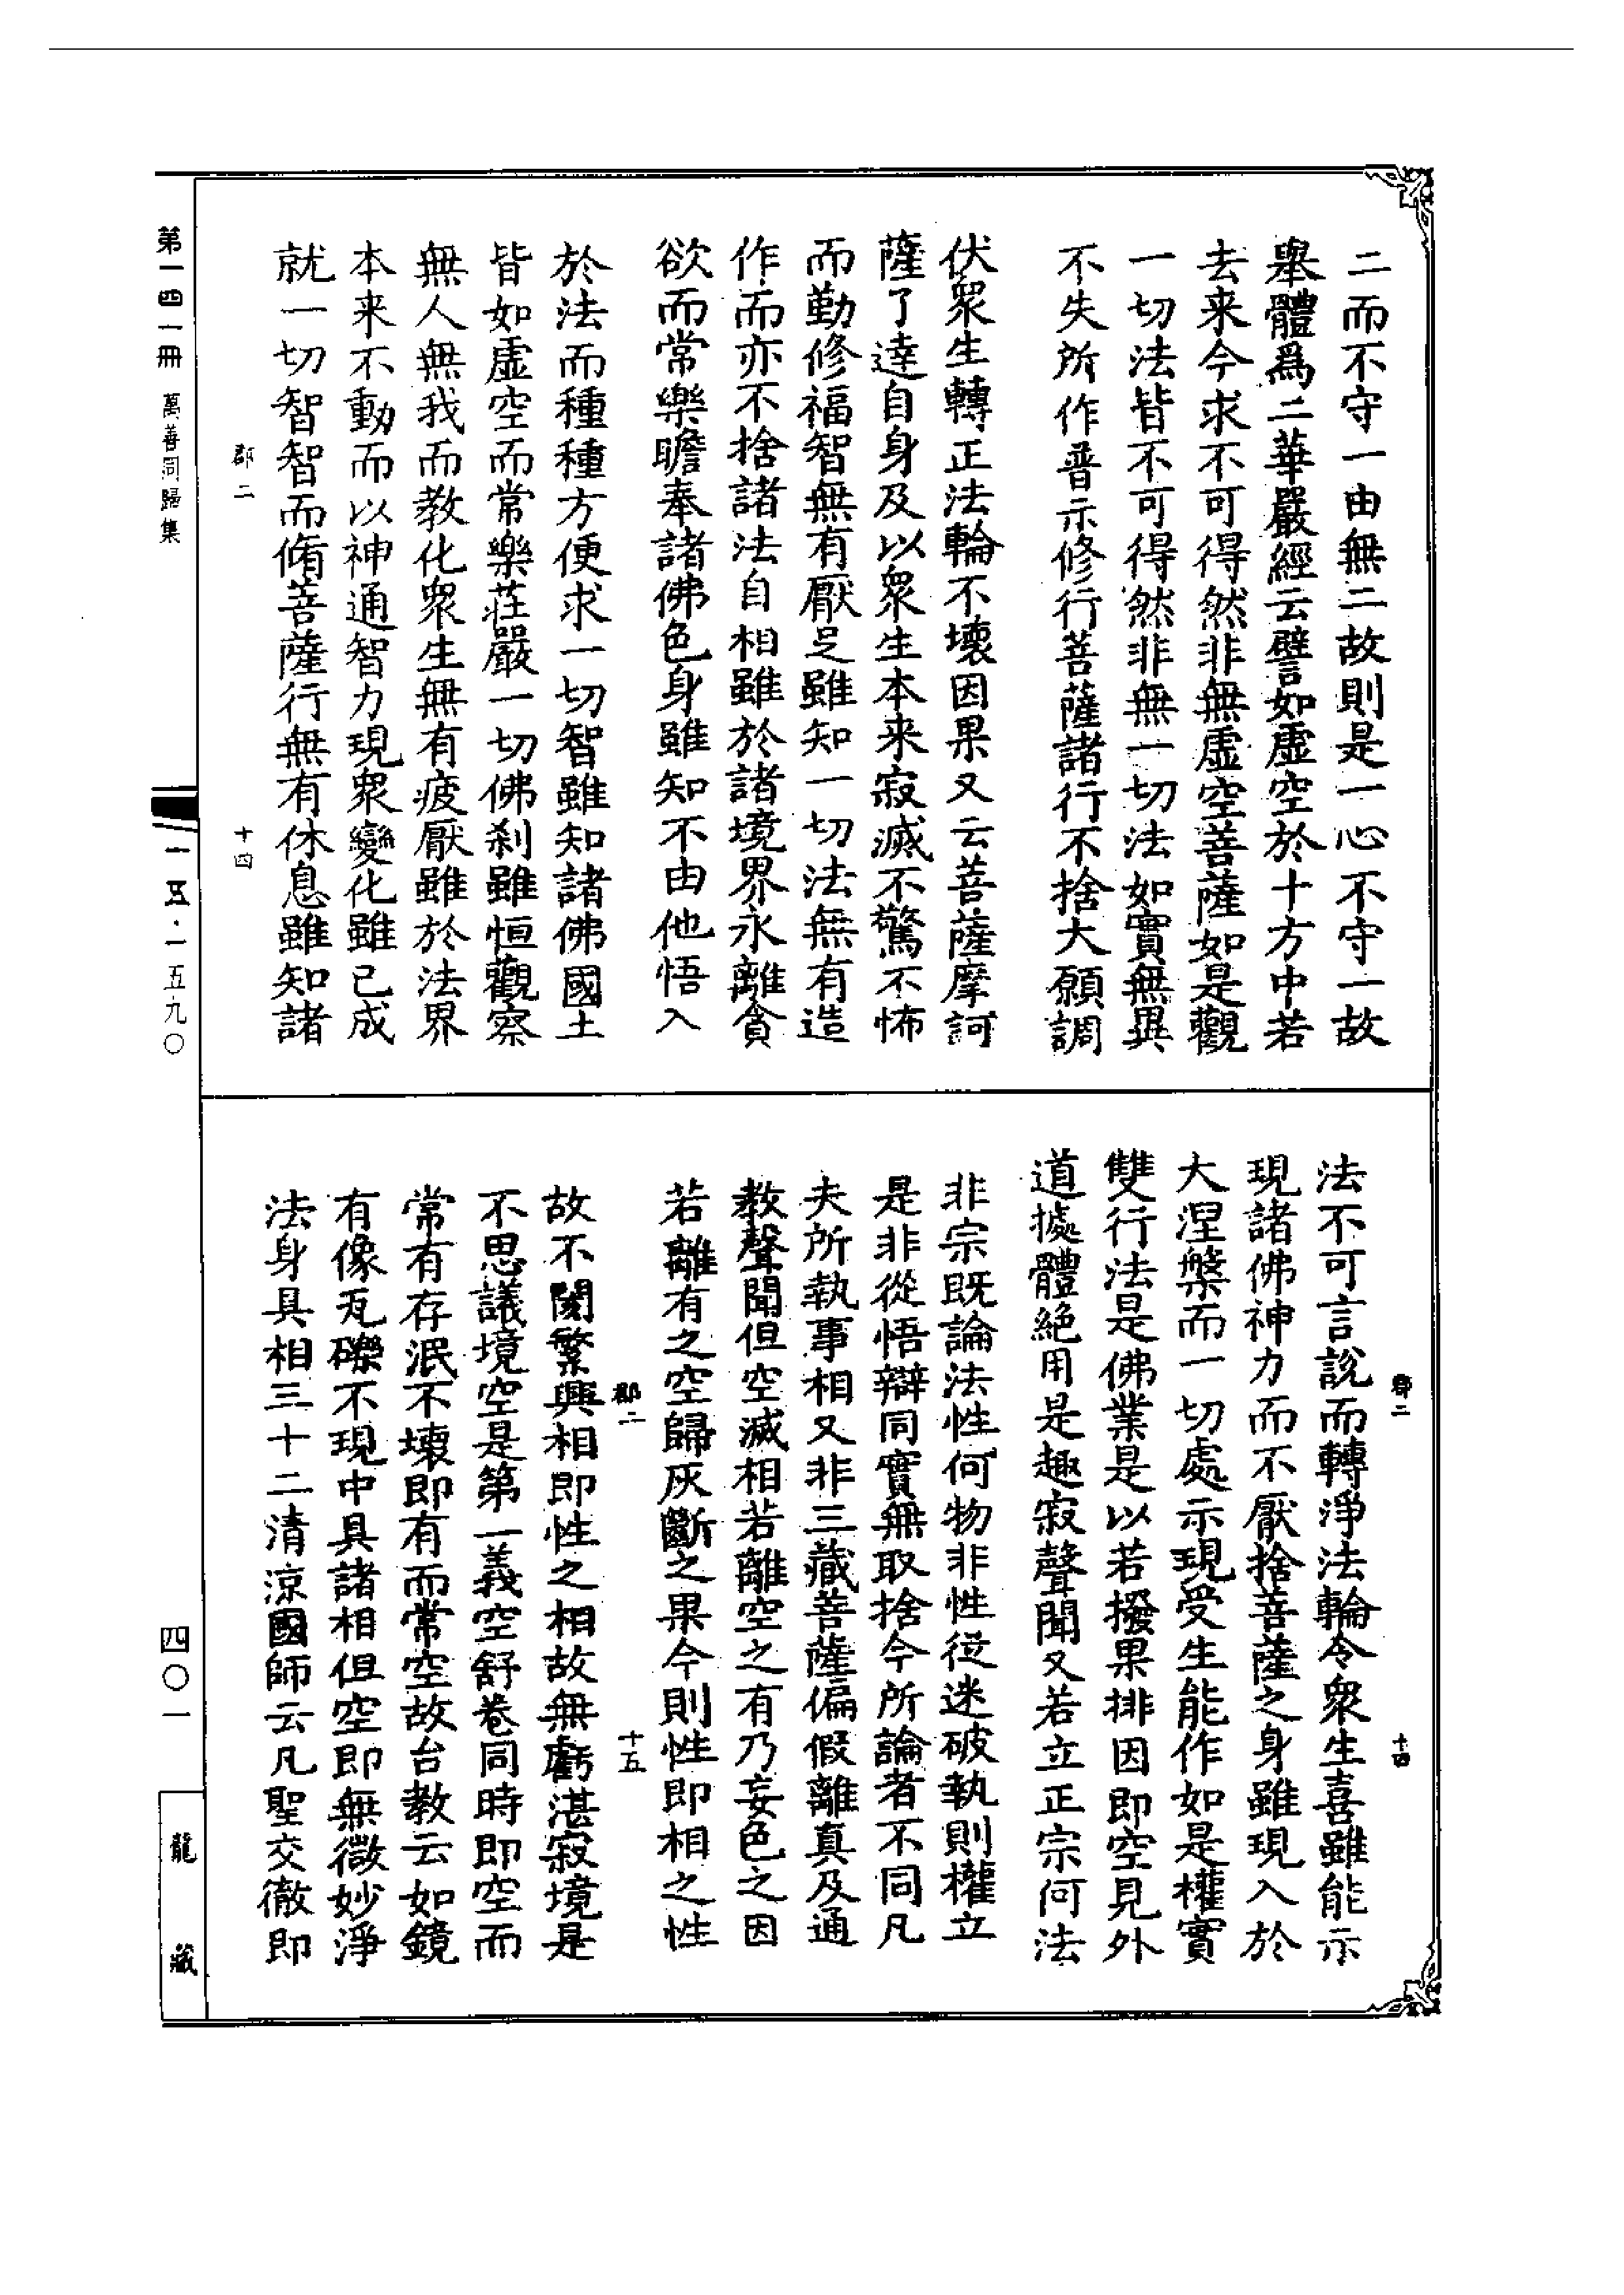 二而不守一由無二故則是一心不守一故
舉體爲二華嚴經云譬如虛空於十方中若
去来今求不可得然非無虛空菩薩如是觀
一切法皆不可得然非無一切法如實無異
不失所作普示修行菩薩諸行不捨大願調
伏衆生轉正法輪不壞因果又云菩薩摩訶
薩了達自身及以衆生本来寂滅不驚不怖
而勤修福智無有厭足雖知一切法無有造
作而亦不捨諸法自相雖於諸境界永離貪
欲而常樂瞻奉諸佛色身雖知不由他悟入
於法而種種方便求一切智雖知諸佛國土
皆如虛空而常樂莊嚴一切佛刹雖恒觀察
無人無我而教化衆生無有疲厭雖於法界
本来不動而以神通智力現衆變化雖已成
就一切智智而脩菩薩行無有休息雖知諸
郡二 十四
第一四一冊 萬善同歸集 一五·一五九〇
郡二 十四
法不可言說而轉淨法輪令衆生喜雖能示
現諸佛神力而不厭捨菩薩之身雖現入於
大涅槃而一切處示現受生能作如是權實
雙行法是佛業是以若撥果排因即空見外
道據體絕用是趣寂聲聞又若立正宗何法
非宗既論法性何物非性從迷破執則權立
是非從悟辯同實無取捨今所論者不同凡
夫所執事相又非三藏菩薩偏假離真及通
教聲聞但空滅相若離空之有乃妄色之因
若離有之空歸灰斷之果今則性即相之性
郡二 十五
故不閡繁興相即性之相故無虧湛寂境是
不思議境空是第一義空舒卷同時即空而
常有存泯不壞即有而常空故台教云如鏡
有像瓦礫不現中具諸相但空即無微妙淨
法身具相三十二清涼國師云凡聖交徹即
四〇一
龍藏